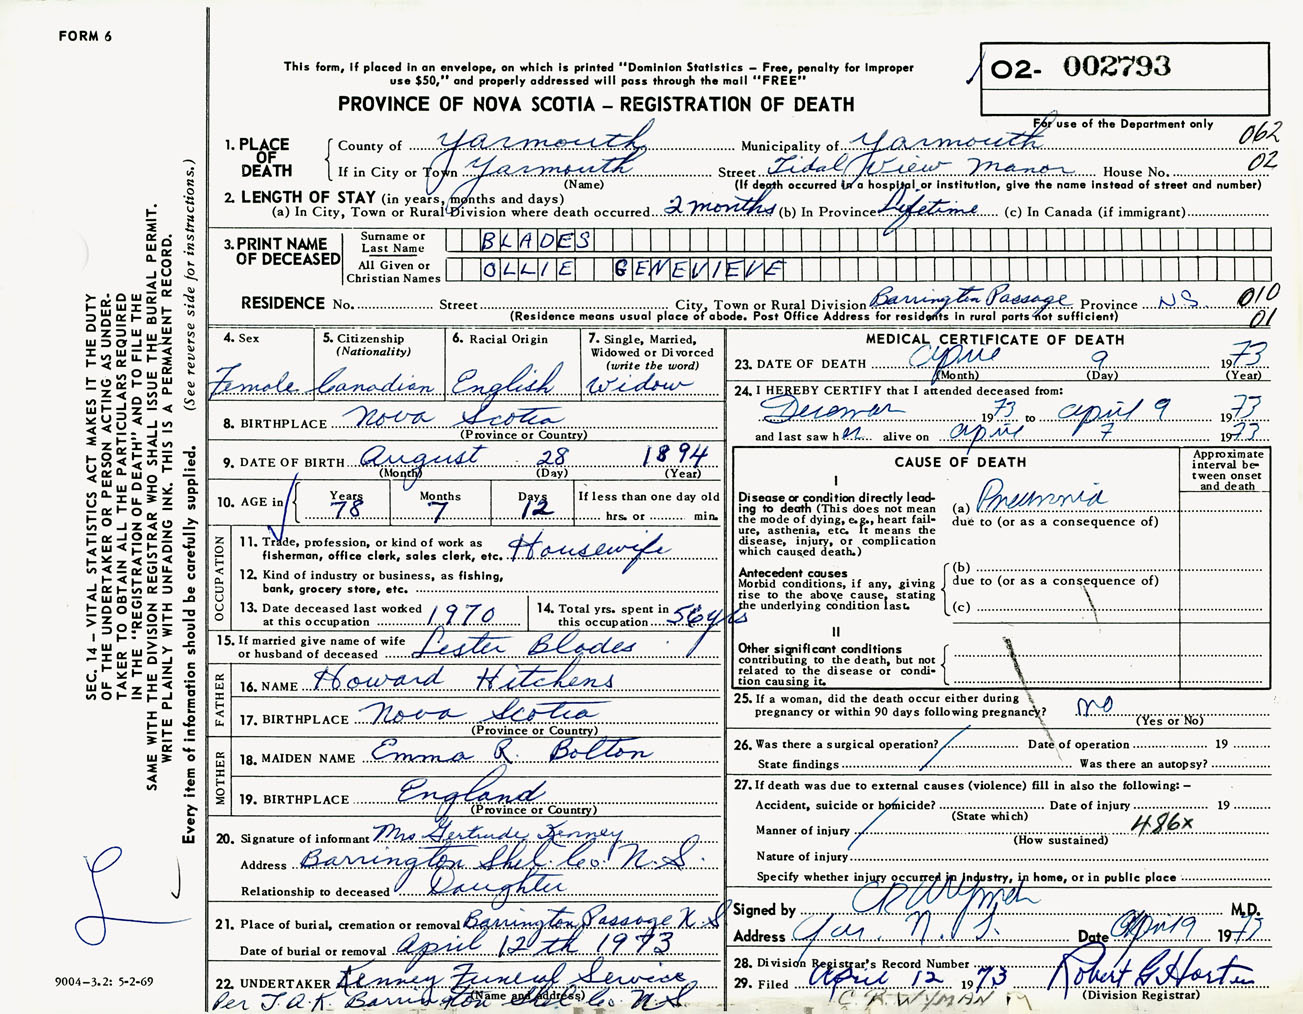 FORM 6
This form, if placed in an envelope, on which is printed "Dominion Statistics – Free, penalty for improper
use $50," and properly addressed will pass through the mail "FREE"
O2- 002793
PROVINCE OF NOVA SCOTIA – REGISTRATION OF DEATH
For use of the Department only
062
1. PLACE OF DEATH
County of Yarmouth Municipality of Yarmouth
If in City or Town Yarmouth Street Tidal View Manor House No. 02
(Name) (If death occurred in a hospital or institution, give the name instead of street and number)
2. LENGTH OF STAY (in years, months and days)
(a) In City, Town or Rural Division where death occurred 2 months (b) In Province Lifetime (c) In Canada (if immigrant)
3. PRINT NAME OF DECEASED
Surname or Last Name BLADES
All Given or Christian Names OLLIE GENEVIEVE
RESIDENCE No. Street City, Town or Rural Division Barrington Passage Province NS 010
(Residence means usual place of abode. Post Office Address for residents in rural parts not sufficient) 01
4. Sex Female
5. Citizenship (Nationality) Canadian
6. Racial Origin English
7. Single, Married, Widowed or Divorced (write the word) Widow
8. BIRTHPLACE Nova Scotia
(Province or Country)
9. DATE OF BIRTH August 28 1894
(Month) (Day) (Year)
10. AGE in Years 78 Months 7 Days 12 If less than one day old
hrs. or min.
OCCUPATION
11. Trade, profession, or kind of work as
fisherman, office clerk, sales clerk, etc. Housewife
12. Kind of industry or business, as fishing,
bank, grocery store, etc.
13. Date deceased last worked
at this occupation 1970
14. Total yrs. spent in
this occupation 56 yrs
15. If married give name of wife
or husband of deceased Lester Blades
FATHER
16. NAME Howard Hitchens
17. BIRTHPLACE Nova Scotia
(Province or Country)
MOTHER
18. MAIDEN NAME Emma R. Bolton
19. BIRTHPLACE England
(Province or Country)
20. Signature of informant Mrs Gertrude Kenney
Address Barrington Shel. Co. N.S.
Relationship to deceased Daughter
21. Place of burial, cremation or removal Barrington Passage N.S
Date of burial or removal April 12th 1973
22. UNDERTAKER Kenney Funeral Service
(Name and address)
Per J.A.K. Barrington Shel. Co. N.S.
MEDICAL CERTIFICATE OF DEATH
23. DATE OF DEATH April 9 1973
(Month) (Day) (Year)
24. I HEREBY CERTIFY that I attended deceased from:
1973 to April 9 1973
and last saw her alive on April 7 1973
CAUSE OF DEATH
Approximate interval between onset and death
I
Disease or condition directly lead-
ing to death (This does not mean
the mode of dying, e.g., heart fail-
ure, asthenia, etc. It means the
disease, injury, or complication
which caused death.)
(a) Pneumonia
due to (or as a consequence of)
Antecedent causes
Morbid conditions, if any, giving
rise to the above cause, stating
the underlying condition last.
(b)
due to (or as a consequence of)
(c)
II
Other significant conditions
contributing to the death, but not
related to the disease or condi-
tion causing it.
25. If a woman, did the death occur either during
pregnancy or within 90 days following pregnancy? no
(Yes or No)
26. Was there a surgical operation? Date of operation 19
State findings Was there an autopsy?
27. If death was due to external causes (violence) fill in also the following: –
Accident, suicide or homicide? Date of injury 19
(State which)
Manner of injury 486x
(How sustained)
Nature of injury
Specify whether injury occurred in Industry, in home, or in public place
Signed by CR Wyman M.D.
Address Yar. N.S. Date Apr 19 1973
28. Division Registrar's Record Number
29. Filed April 12 1973 Robert G. Horton
C R WYMAN (Division Registrar)
SEC. 14 – VITAL STATISTICS ACT MAKES IT THE DUTY
OF THE UNDERTAKER OR PERSON ACTING AS UNDER-
TAKER TO OBTAIN ALL THE PARTICULARS REQUIRED
IN THE "REGISTRATION OF DEATH" AND TO FILE THE
SAME WITH THE DIVISION REGISTRAR WHO SHALL ISSUE THE BURIAL PERMIT.
WRITE PLAINLY WITH UNFADING INK. THIS IS A PERMANENT RECORD.
Every item of information should be carefully supplied. (See reverse side for instructions.)
L
9004–3.2: 5-2-69